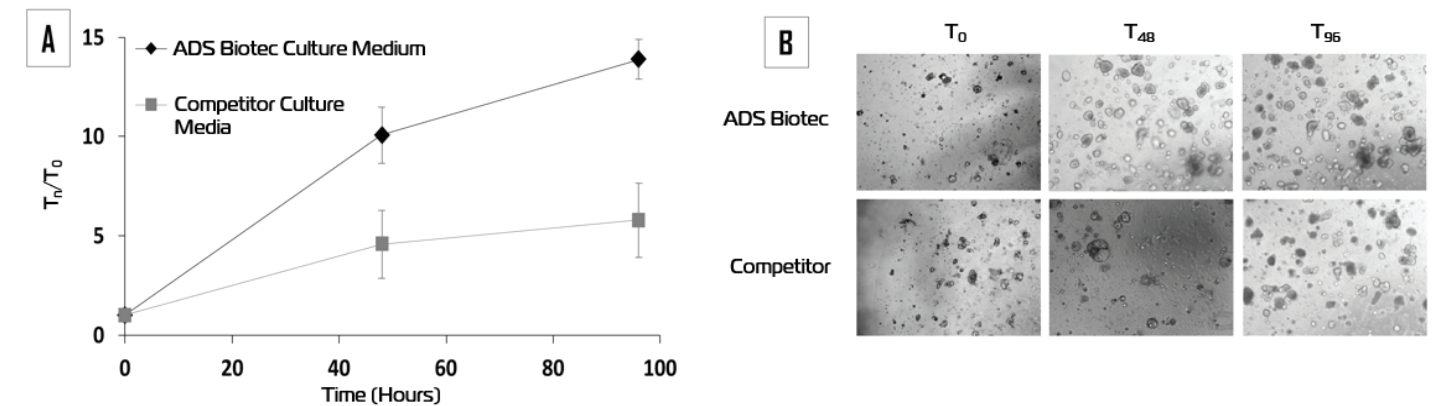 A
15
10
5
0
Tn/T0
ADS Biotec Culture Medium
Competitor Culture
Media
0 20 40 60 80 100
Time (Hours)
B
T0 T48 T96
ADS Biotec
Competitor